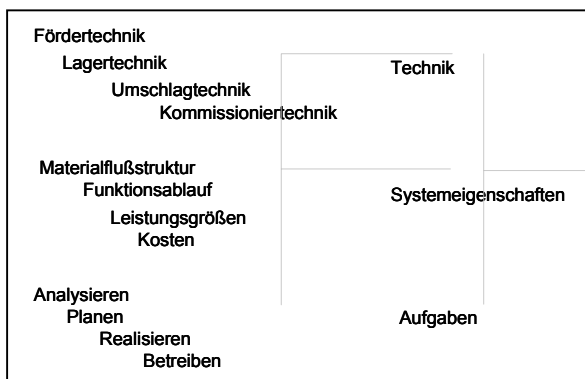 Fördertechnik
Lagertechnik
Umschlagtechnik
Kommissioniertechnik
Technik
Materialflußstruktur
Funktionsablauf
Leistungsgrößen
Kosten
Systemeigenschaften
Analysieren
Planen
Realisieren
Betreiben
Aufgaben